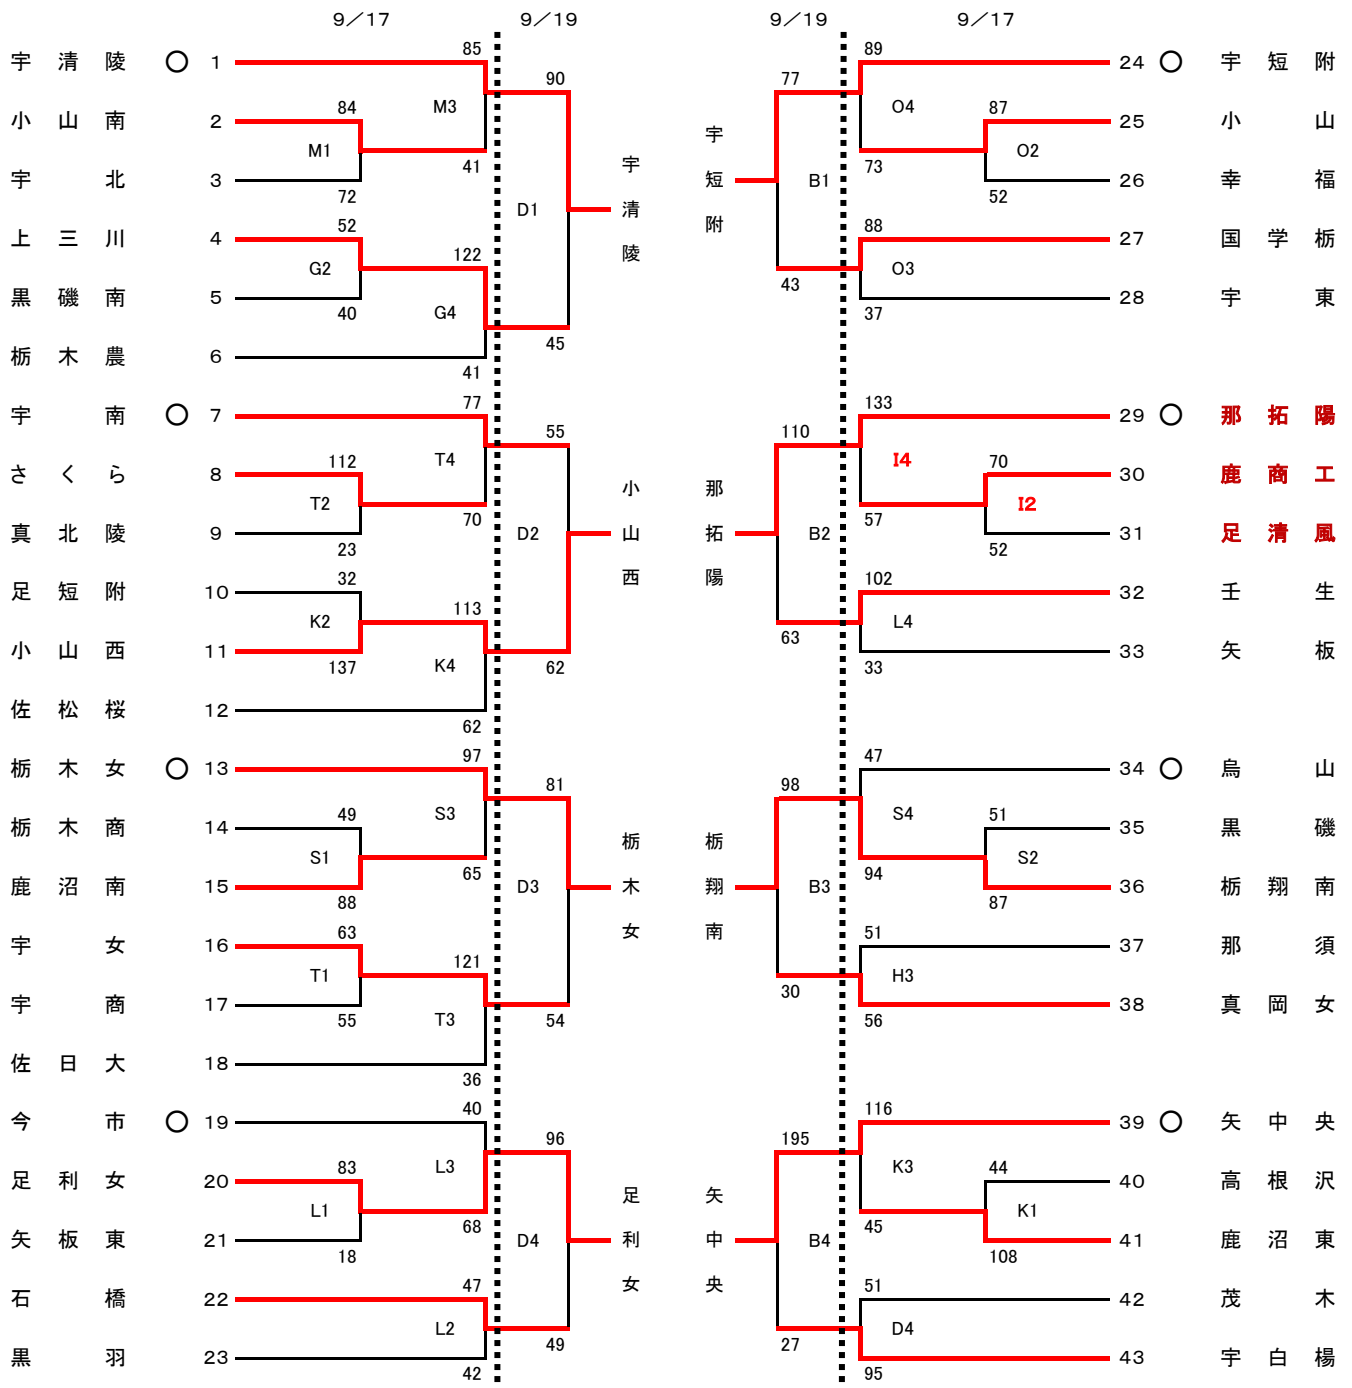 9／17 9／19 9／19 9／17
85 89
宇清陵 ○ 1 24 ○ 宇短附
90 77
84 M3 O4 87
小山南 2 25 小山
宇
M1 O2
41 宇 73
宇北 3 短 B1 26 幸福
72 52
D1 清
附
52 88
上三川 4 27 国学栃
122 陵
G2 O3
43
黒磯南 5 28 宇東
40 G4 37
45
栃木農 6
41
77 133
宇南 ○ 7 29 ○ 那拓陽
55 110
112 T4 I4 70
さくら 8 30 鹿商工
小 那
T2 I2
70 57
真北陵 9 D2 山 拓 B2 31 足清風
23 52
西 陽
32 102
足短附 10 32 壬生
113
K2 L4
63
小山西 11 33 矢板
137 K4 62 33
佐松桜 12
62
97 47
栃木女 ○ 13 34 ○ 烏山
81 98
49 S3 S4 51
栃木商 14 35 黒磯
栃 栃
S1 S2
65 94
鹿沼南 15 D3 木 翔 B3 36 栃翔南
88 87
女 南
63 51
宇女 16 37 那須
121
T1 H3
30
宇商 17 38 真岡女
55 T3 54 56
佐日大 18
36
40 116
今市 ○ 19 39 ○ 矢中央
96 195
83 L3 K3 44
足利女 20 40 高根沢
足 矢
L1 K1
68 45
矢板東 21 D4 利 中 B4 41 鹿沼東
18 108
女 央
47 51
石橋 22 42 茂木
L2 D4
49 27
黒羽 23 43 宇白楊
42 95